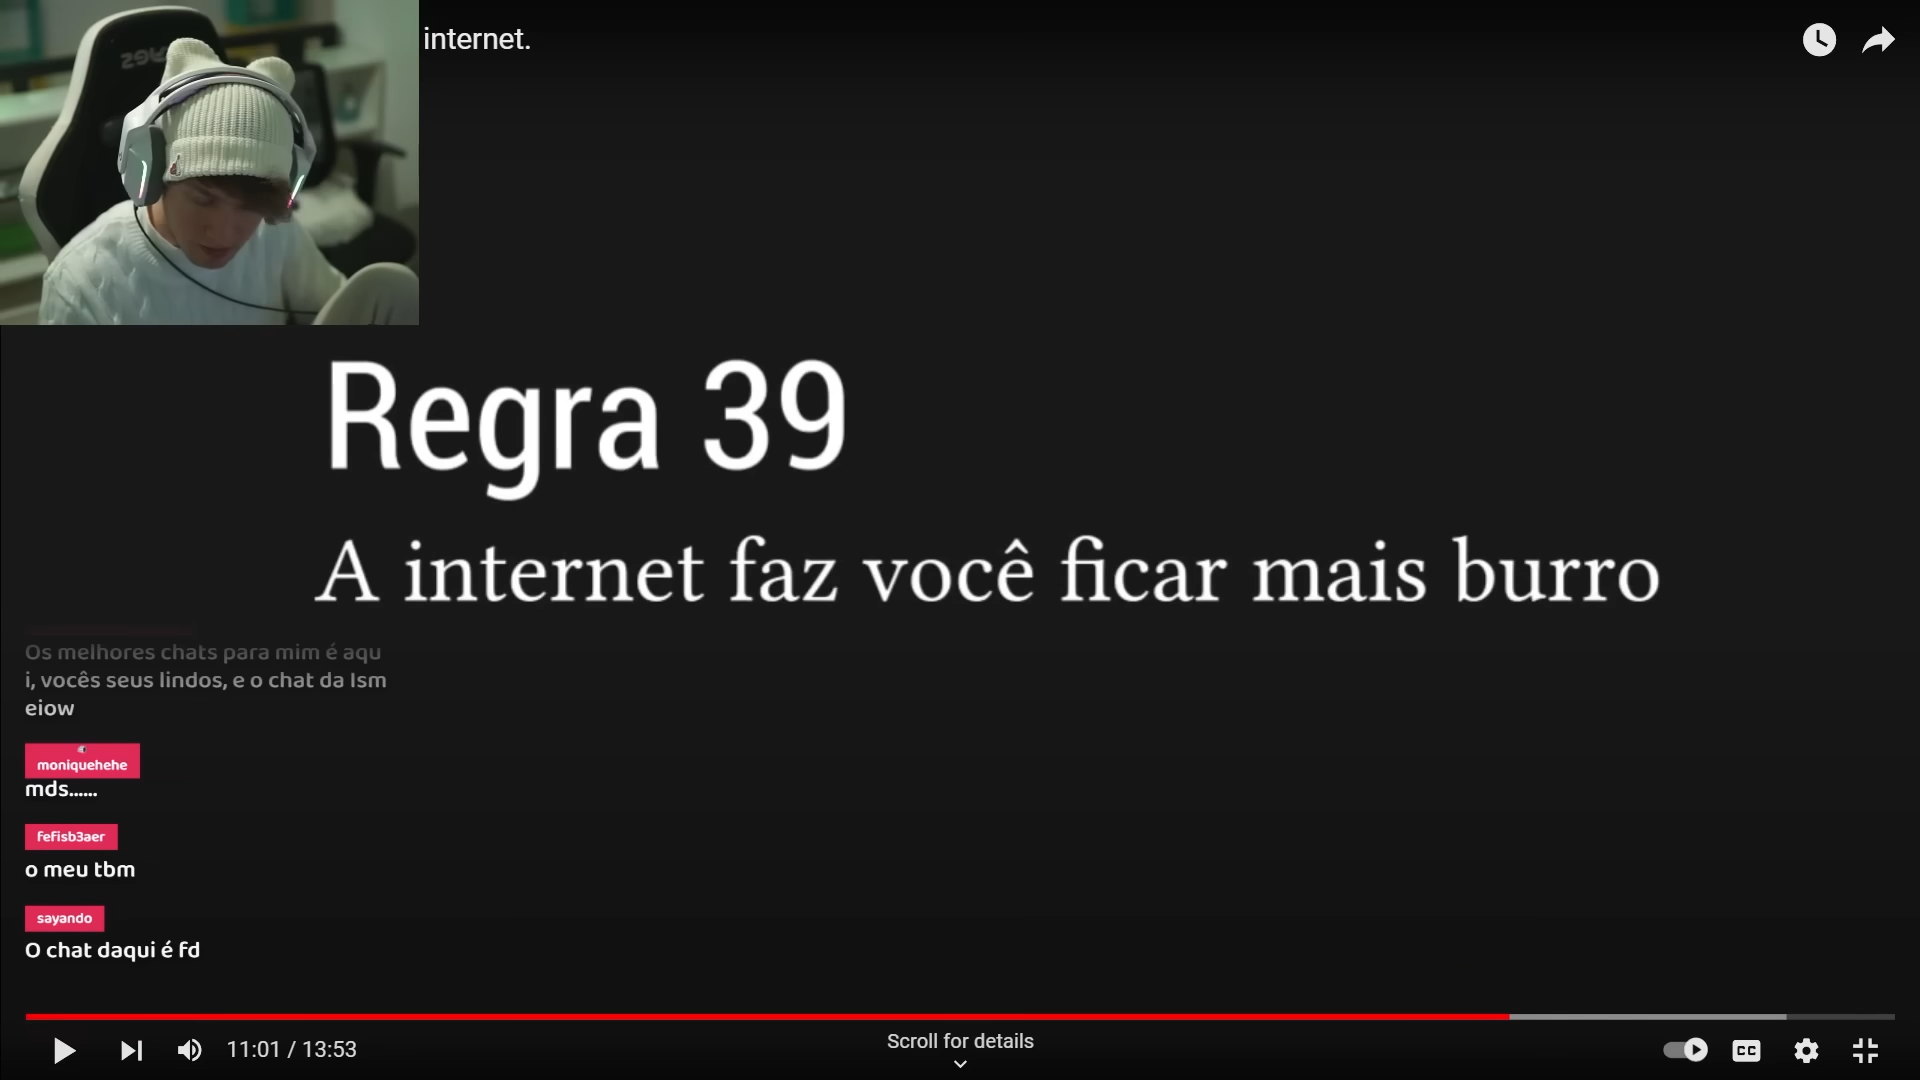 internet.
Regra 39
A internet faz você ficar mais burro
Os melhores chats para mim é aqu
i, vocês seus lindos, e o chat da Ism
eiow
moniquehehe
mds......
fefisb3aer
o meu tbm
sayando
O chat daqui é fd
11:01 / 13:53
Scroll for details
CC